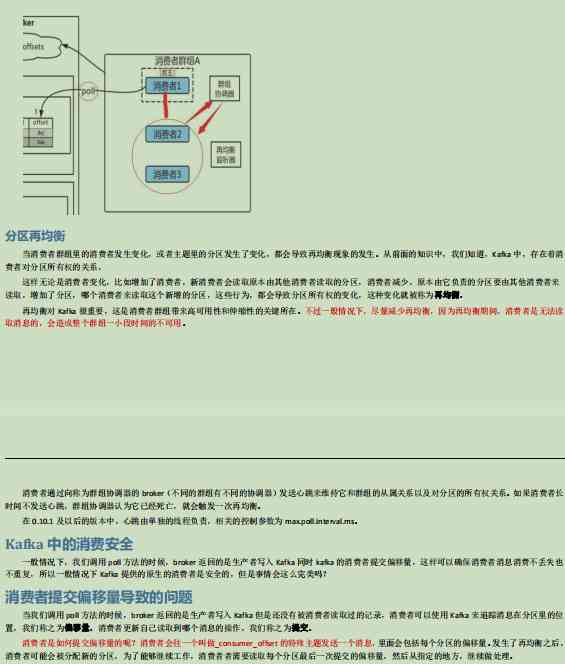 ker
offsets
消费者群组A
群主
消费者1
群组
协调器
poll
offset
消费者2
再均衡
监听器
消费者3
分区再均衡
当消费者群组里的消费者发生变化，或者主题里的分区发生了变化，都会导致再均衡现象的发生。从前面的知识中，我们知道，Kafka 中，存在着消
费者对分区所有权的关系，
这样无论是消费者变化，比如增加了消费者，新消费者会读取原本由其他消费者读取的分区，消费者减少，原本由它负责的分区要由其他消费者来
读取，增加了分区，哪个消费者来读取这个新增的分区，这些行为，都会导致分区所有权的变化，这种变化就被称为再均衡。
再均衡对 Kafka 很重要，这是消费者群组带来高可用性和伸缩性的关键所在。不过一般情况下，尽量减少再均衡，因为再均衡期间，消费者是无法读
取消息的，会造成整个群组一小段时间的不可用。
消费者通过向称为群组协调器的 broker（不同的群组有不同的协调器）发送心跳来维持它和群组的从属关系以及对分区的所有权关系。如果消费者长
时间不发送心跳，群组协调器认为它已经死亡，就会触发一次再均衡。
在 0.10.1 及以后的版本中，心跳由单独的线程负责，相关的控制参数为 max.poll.interval.ms。
Kafka 中的消费安全
一般情况下，我们调用 poll 方法的时候，broker 返回的是生产者写入 Kafka 同时 kafka 的消费者提交偏移量，这样可以确保消费者消息消费不丢失也
不重复，所以一般情况下 Kafka 提供的原生的消费者是安全的，但是事情会这么完美吗？
消费者提交偏移量导致的问题
当我们调用 poll 方法的时候，broker 返回的是生产者写入 Kafka 但是还没有被消费者读取过的记录，消费者可以使用 Kafka 来追踪消息在分区里的位
置，我们称之为偏移量。消费者更新自己读取到哪个消息的操作，我们称之为提交。
消费者是如何提交偏移量的呢？消费者会往一个叫做_consumer_offset 的特殊主题发送一个消息，里面会包括每个分区的偏移量。发生了再均衡之后，
消费者可能会被分配新的分区，为了能够继续工作，消费者者需要读取每个分区最后一次提交的偏移量，然后从指定的地方，继续做处理。